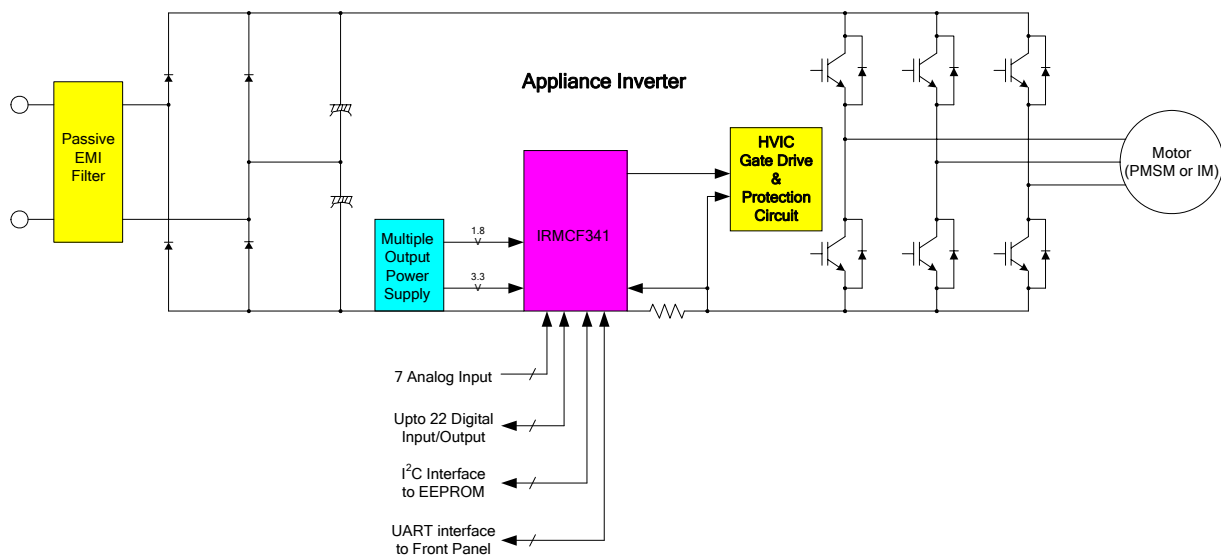 Appliance Inverter
Passive
EMI
Filter
HVIC
Gate Drive
&
Protection
Circuit
Motor
(PMSM or IM)
IRMCF341
Multiple
Output
Power
Supply
1.8
V
3.3
V
7 Analog Input
Upto 22 Digital
Input/Output
I²C Interface
to EEPROM
UART interface
to Front Panel